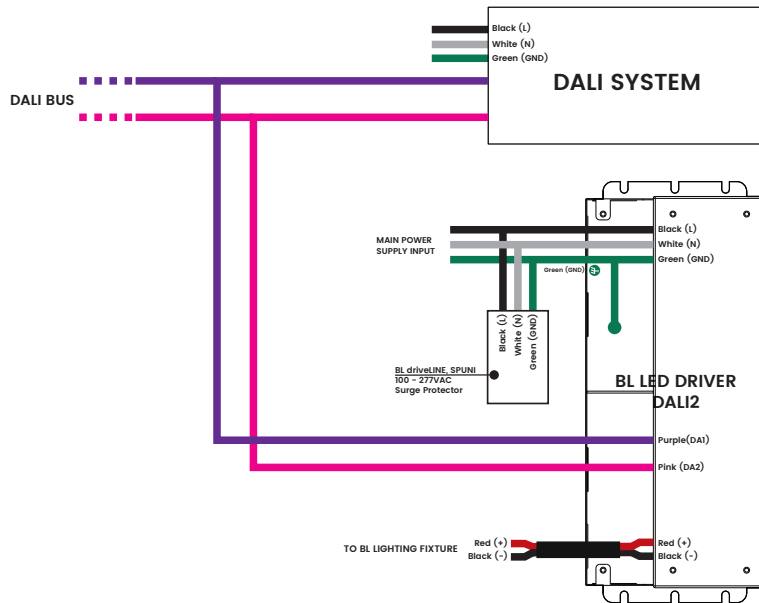 Black (L)
White (N)
Green (GND)
DALI SYSTEM
DALI BUS
MAIN POWER
SUPPLY INPUT
Black (L)
White (N)
Green (GND)
Green (GND)
Black (L)
White (N)
Green (GND)
BL driveLINE, SPUNI
100 - 277VAC
Surge Protector
BL LED DRIVER
DALI2
Purple(DA1)
Pink (DA2)
TO BL LIGHTING FIXTURE
Red (+)
Black (-)
Red (+)
Black (-)